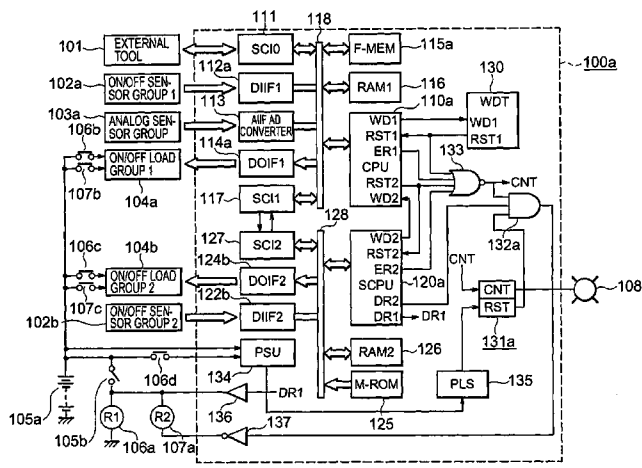 111
118
101
EXTERNAL
TOOL
SCI0
F-MEM
115a
100a
102a
112a
ON/OFF SEN-
SOR GROUP 1
DIIF1
RAM1
116
130
103a
113
110a
WDT
ANALOG SEN-
SOR GROUP
AIIF AD
CONVERTER
WD1
RST1
ER1
CPU
RST2
WD2
WD1
RST1
106b
114a
133
ON/OFF LOAD
GROUP 1
DOIF1
CNT
107b
104a
117
SCI1
128
132a
106c
127
SCI2
WD2
RST2
ER2
SCPU
DR2
DR1
104b
124b
120a
CNT
ON/OFF LOAD
GROUP 2
DOIF2
108
107c
122b
CNT
RST
DR1
102b
ON/OFF SEN-
SOR GROUP 2
DIIF2
131a
PSU
RAM2
126
106d
134
DR1
M-ROM
PLS
135
105a
136
125
105b
R1
R2
137
106a
107a